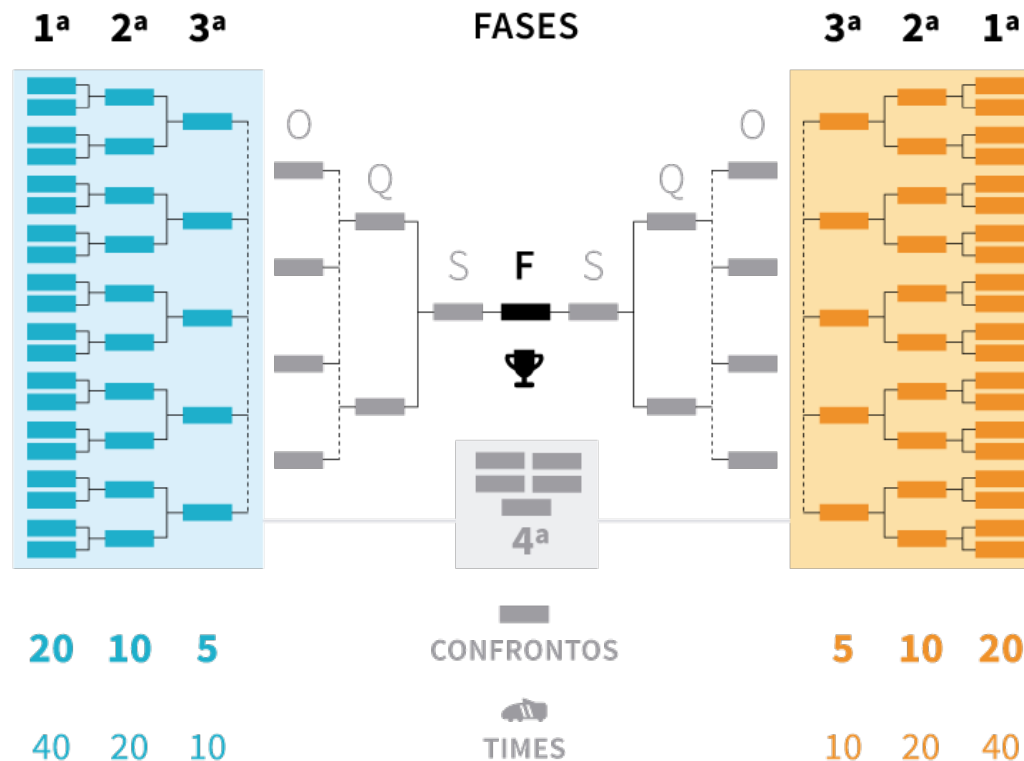 1ª 2ª 3ª FASES 3ª 2ª 1ª
O O
Q Q
S F S
4ª
20 10 5 CONFRONTOS 5 10 20
40 20 10 TIMES 10 20 40